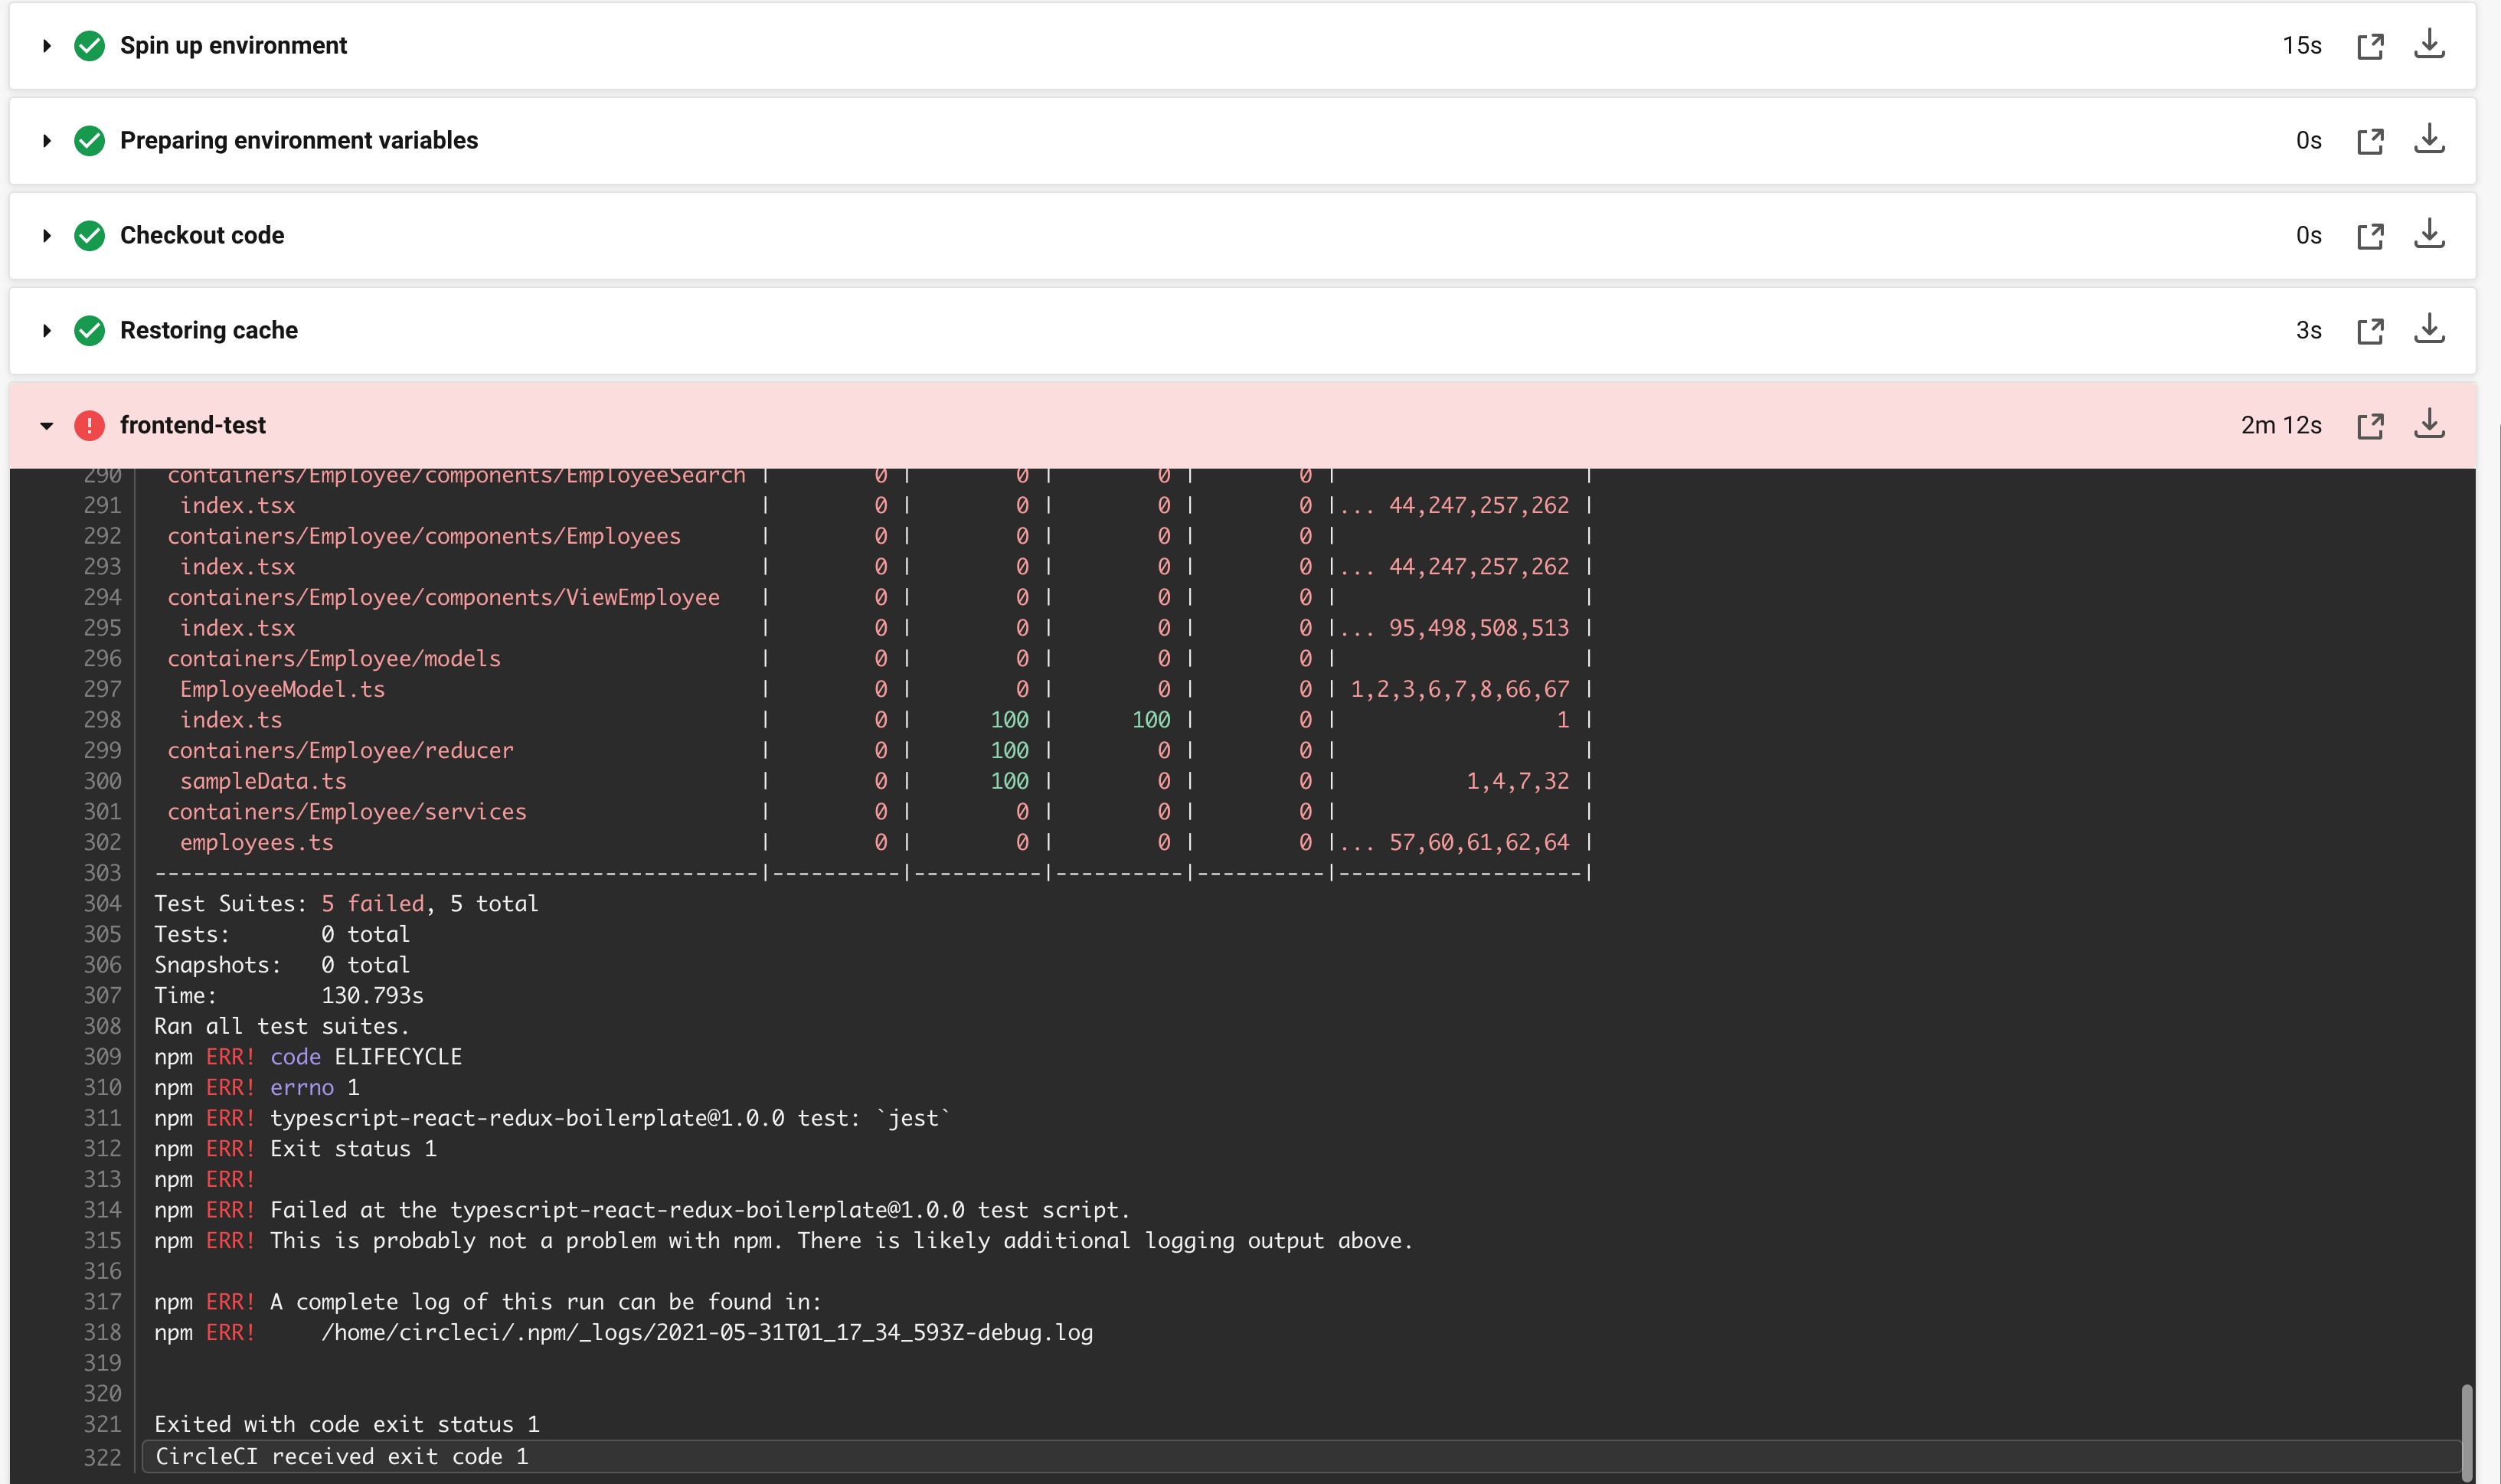 Spin up environment 15s
Preparing environment variables 0s
Checkout code 0s
Restoring cache 3s
frontend-test 2m 12s
290 containers/Employee/components/EmployeeSearch | 0 | 0 | 0 | 0 | |
291 index.tsx | 0 | 0 | 0 | 0 |... 44,247,257,262 |
292 containers/Employee/components/Employees | 0 | 0 | 0 | 0 | |
293 index.tsx | 0 | 0 | 0 | 0 |... 44,247,257,262 |
294 containers/Employee/components/ViewEmployee | 0 | 0 | 0 | 0 | |
295 index.tsx | 0 | 0 | 0 | 0 |... 95,498,508,513 |
296 containers/Employee/models | 0 | 0 | 0 | 0 | |
297 EmployeeModel.ts | 0 | 0 | 0 | 0 | 1,2,3,6,7,8,66,67 |
298 index.ts | 0 | 100 | 100 | 0 | 1 |
299 containers/Employee/reducer | 0 | 100 | 0 | 0 | |
300 sampleData.ts | 0 | 100 | 0 | 0 | 1,4,7,32 |
301 containers/Employee/services | 0 | 0 | 0 | 0 | |
302 employees.ts | 0 | 0 | 0 | 0 |... 57,60,61,62,64 |
303 -----------------------------------------------|----------|----------|----------|----------|-------------------|
304 Test Suites: 5 failed, 5 total
305 Tests: 0 total
306 Snapshots: 0 total
307 Time: 130.793s
308 Ran all test suites.
309 npm ERR! code ELIFECYCLE
310 npm ERR! errno 1
311 npm ERR! typescript-react-redux-boilerplate@1.0.0 test: `jest`
312 npm ERR! Exit status 1
313 npm ERR!
314 npm ERR! Failed at the typescript-react-redux-boilerplate@1.0.0 test script.
315 npm ERR! This is probably not a problem with npm. There is likely additional logging output above.
316
317 npm ERR! A complete log of this run can be found in:
318 npm ERR! /home/circleci/.npm/_logs/2021-05-31T01_17_34_593Z-debug.log
319
320
321 Exited with code exit status 1
322 CircleCI received exit code 1